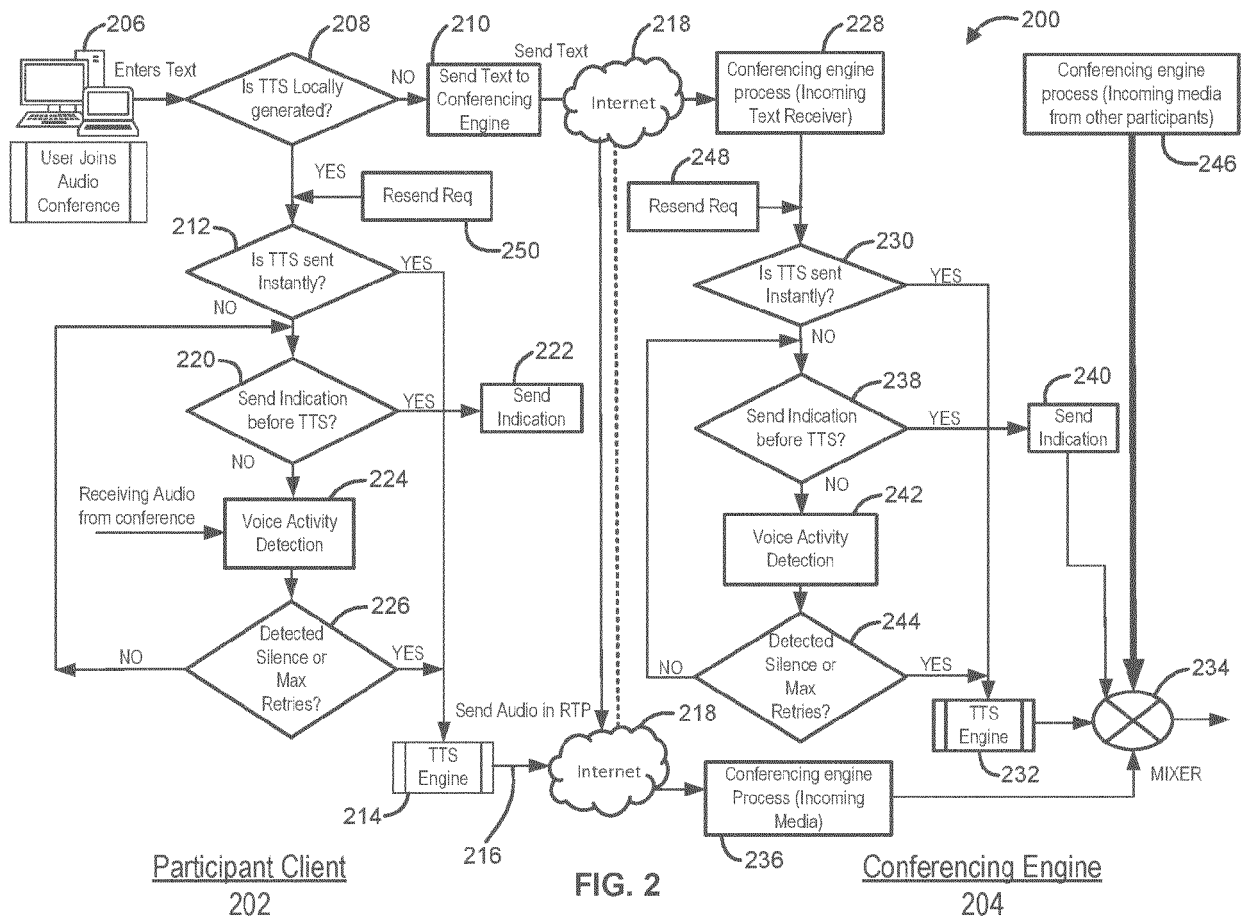 206
208
210
Send Text
218
228
200
Enters Text
Is TTS Locally
generated?
NO
Send Text to
Conferencing
Engine
Internet
Conferencing engine
process (Incoming
Text Receiver)
Conferencing engine
process (Incoming media
from other participants)
246
User Joins
Audio
Conference
YES
Resend Req
250
248
Resend Req
212
Is TTS sent
Instantly?
YES
NO
230
Is TTS sent
Instantly?
YES
NO
220
Send Indication
before TTS?
YES
NO
222
Send
Indication
238
Send Indication
before TTS?
YES
NO
240
Send
Indication
Receiving Audio
from conference
224
Voice Activity
Detection
242
Voice Activity
Detection
226
Detected
Silence or
Max
Retries?
NO
YES
244
Detected
Silence or
Max
Retries?
NO
YES
234
Send Audio in RTP
218
TTS
Engine
214
216
Internet
TTS
Engine
232
MIXER
Conferencing engine
Process (Incoming
Media)
236
Participant Client
202
FIG. 2
Conferencing Engine
204